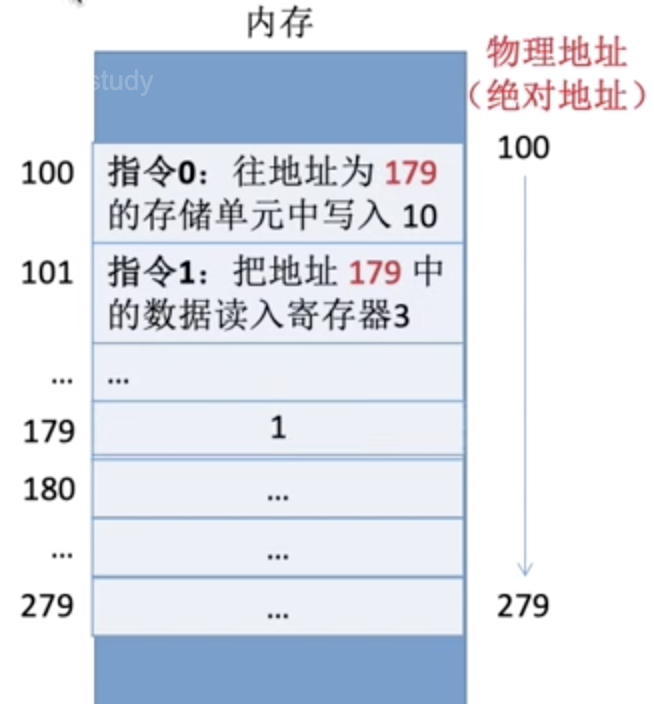 内存
物理地址
（绝对地址）
study
100
100
指令0：往地址为 179
的存储单元中写入 10
101
指令1：把地址 179 中
的数据读入寄存器3
...
...
179
1
180
...
...
...
279
...
279